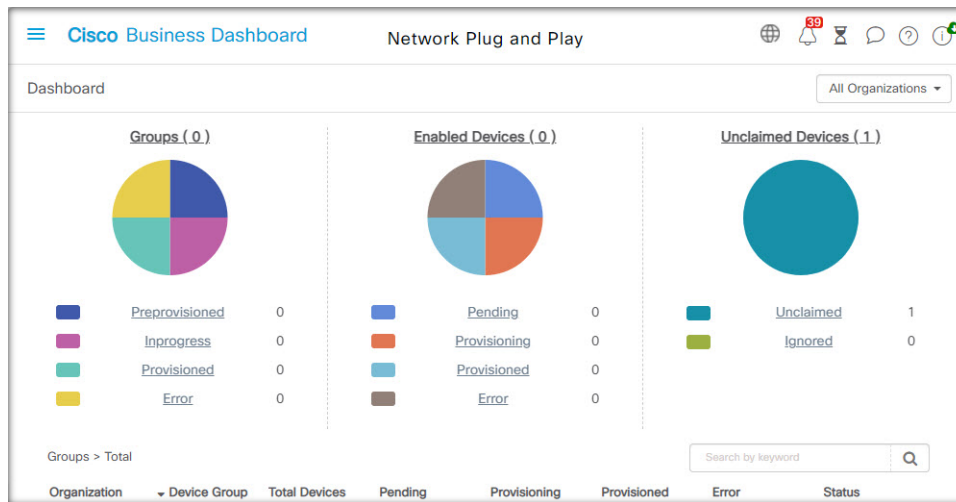 Cisco Business Dashboard
Network Plug and Play
39
Dashboard
All Organizations
Groups ( 0 )
Enabled Devices ( 0 )
Unclaimed Devices ( 1 )
Preprovisioned 0
Inprogress 0
Provisioned 0
Error 0
Pending 0
Provisioning 0
Provisioned 0
Error 0
Unclaimed 1
Ignored 0
Groups > Total
Search by keyword
Organization Device Group Total Devices Pending Provisioning Provisioned Error Status